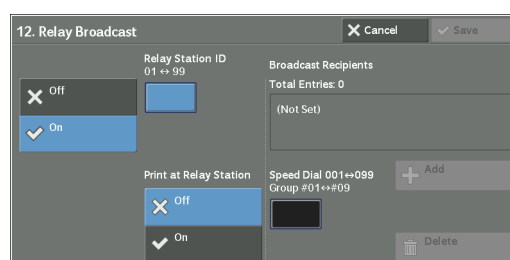 12. Relay Broadcast
Cancel
Save
Relay Station ID
01 ↔ 99
Off
On
Broadcast Recipients
Total Entries: 0
(Not Set)
Print at Relay Station
Off
On
Speed Dial 001↔099
Group #01↔#09
Add
Delete